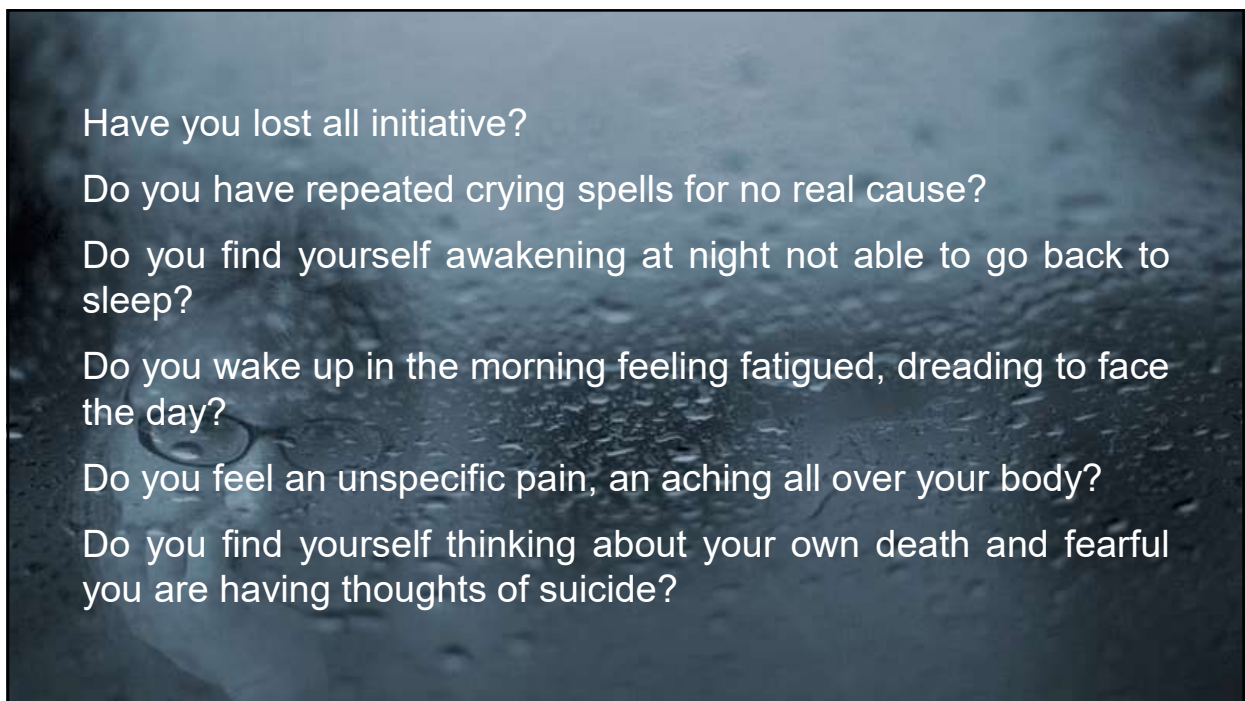 Have you lost all initiative?
Do you have repeated crying spells for no real cause?
Do you find yourself awakening at night not able to go back to
sleep?
Do you wake up in the morning feeling fatigued, dreading to face
the day?
Do you feel an unspecific pain, an aching all over your body?
Do you find yourself thinking about your own death and fearful
you are having thoughts of suicide?